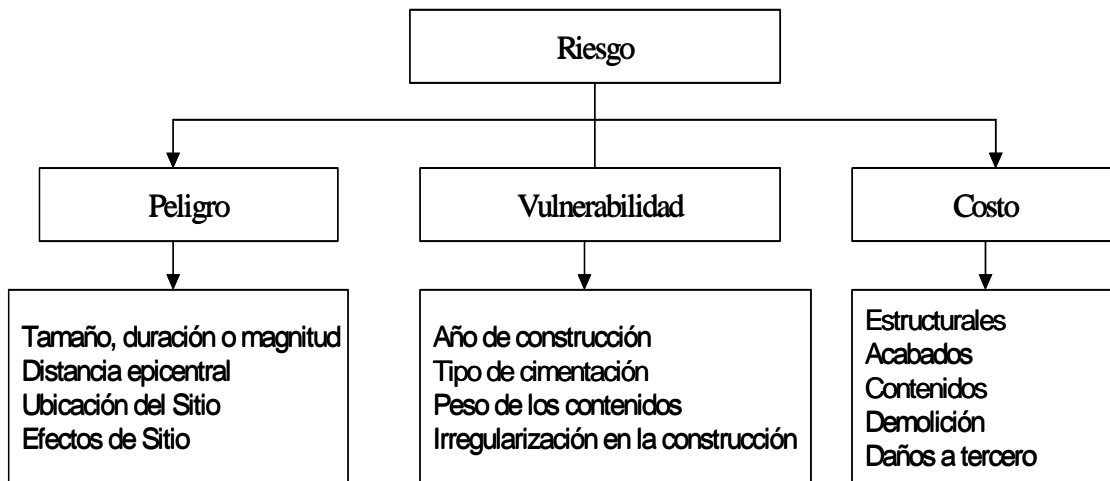 Riesgo
Peligro
Vulnerabilidad
Costo
Tamaño, duración o magnitud
Distancia epicentral
Ubicación del Sitio
Efectos de Sitio
Año de construcción
Tipo de cimentación
Peso de los contenidos
Irregularización en la construcción
Estructurales
Acabados
Contenidos
Demolición
Daños a tercero